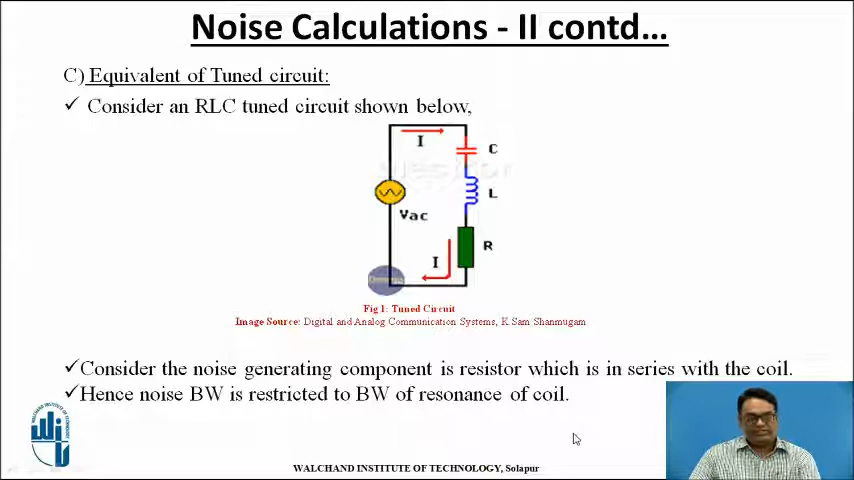 Noise Calculations - II contd...
C) Equivalent of Tuned circuit:
✓ Consider an RLC tuned circuit shown below,
I
C
L
Vac
R
I
Fig 1: Tuned Circuit
Image Source: Digital and Analog Communication Systems, K Sam Shanmugam
✓Consider the noise generating component is resistor which is in series with the coil.
✓Hence noise BW is restricted to BW of resonance of coil.
WALCHAND INSTITUTE OF TECHNOLOGY, Solapur